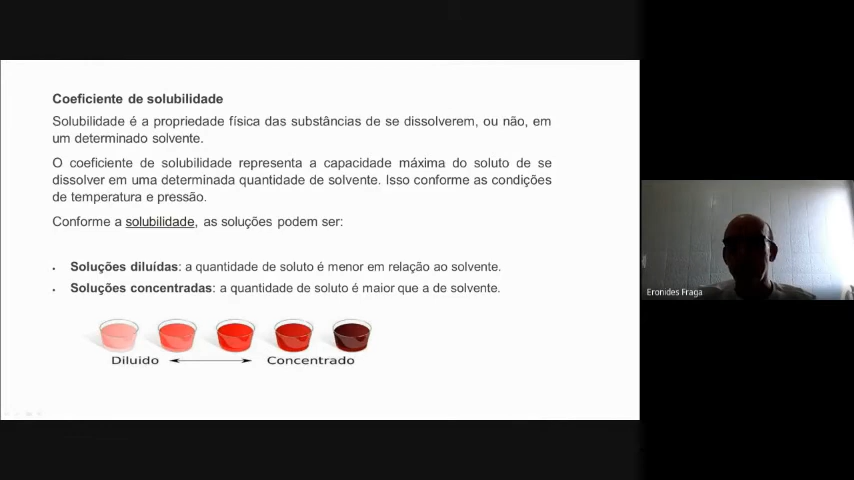 Coeficiente de solubilidade
Solubilidade é a propriedade física das substâncias de se dissolverem, ou não, em
um determinado solvente.
O coeficiente de solubilidade representa a capacidade máxima do soluto de se
dissolver em uma determinada quantidade de solvente. Isso conforme as condições
de temperatura e pressão.
Conforme a solubilidade, as soluções podem ser:
• Soluções diluídas: a quantidade de soluto é menor em relação ao solvente.
• Soluções concentradas: a quantidade de soluto é maior que a de solvente.
Diluido Concentrado
Eronides Fraga